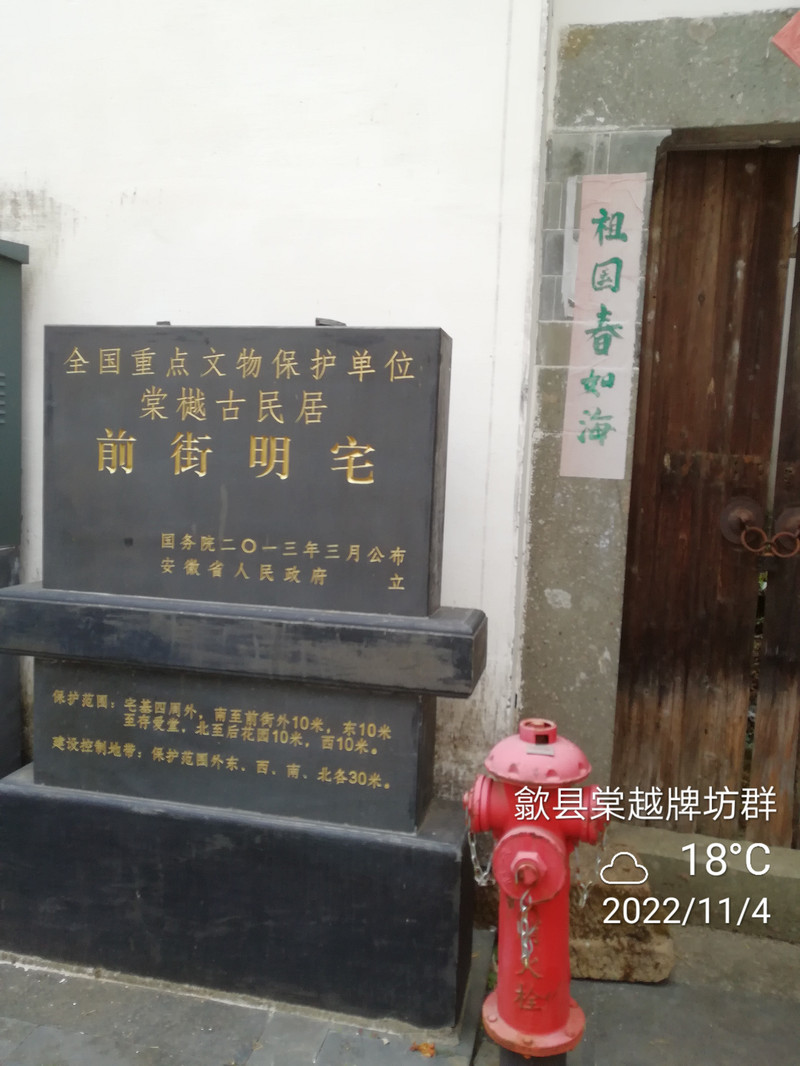 全国重点文物保护单位
棠樾古民居
前街明宅
国务院二〇一三年三月公布
安徽省人民政府 立
保护范围：宅基四周外，南至前街外10米，东10米
至存爱堂，北至后花园10米，西10米。
建设控制地带：保护范围外东、西、南、北各30米。
祖国春如海
火栓
歙县棠越牌坊群
18°C
2022/11/4